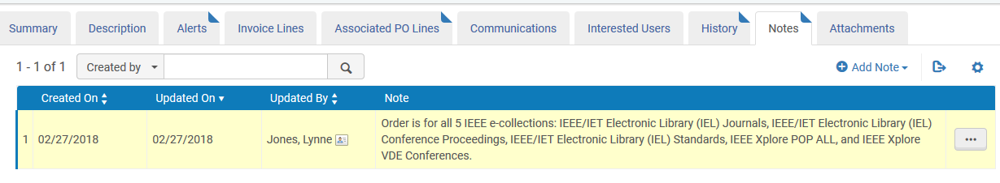 Summary Description Alerts Invoice Lines Associated PO Lines Communications Interested Users History Notes Attachments
1 - 1 of 1 Created by Add Note
Created On Updated On Updated By Note
1 02/27/2018 02/27/2018 Jones, Lynne Order is for all 5 IEEE e-collections: IEEE/IET Electronic Library (IEL) Journals, IEEE/IET Electronic Library (IEL)
Conference Proceedings, IEEE/IET Electronic Library (IEL) Standards, IEEE Xplore POP ALL, and IEEE Xplore
VDE Conferences.